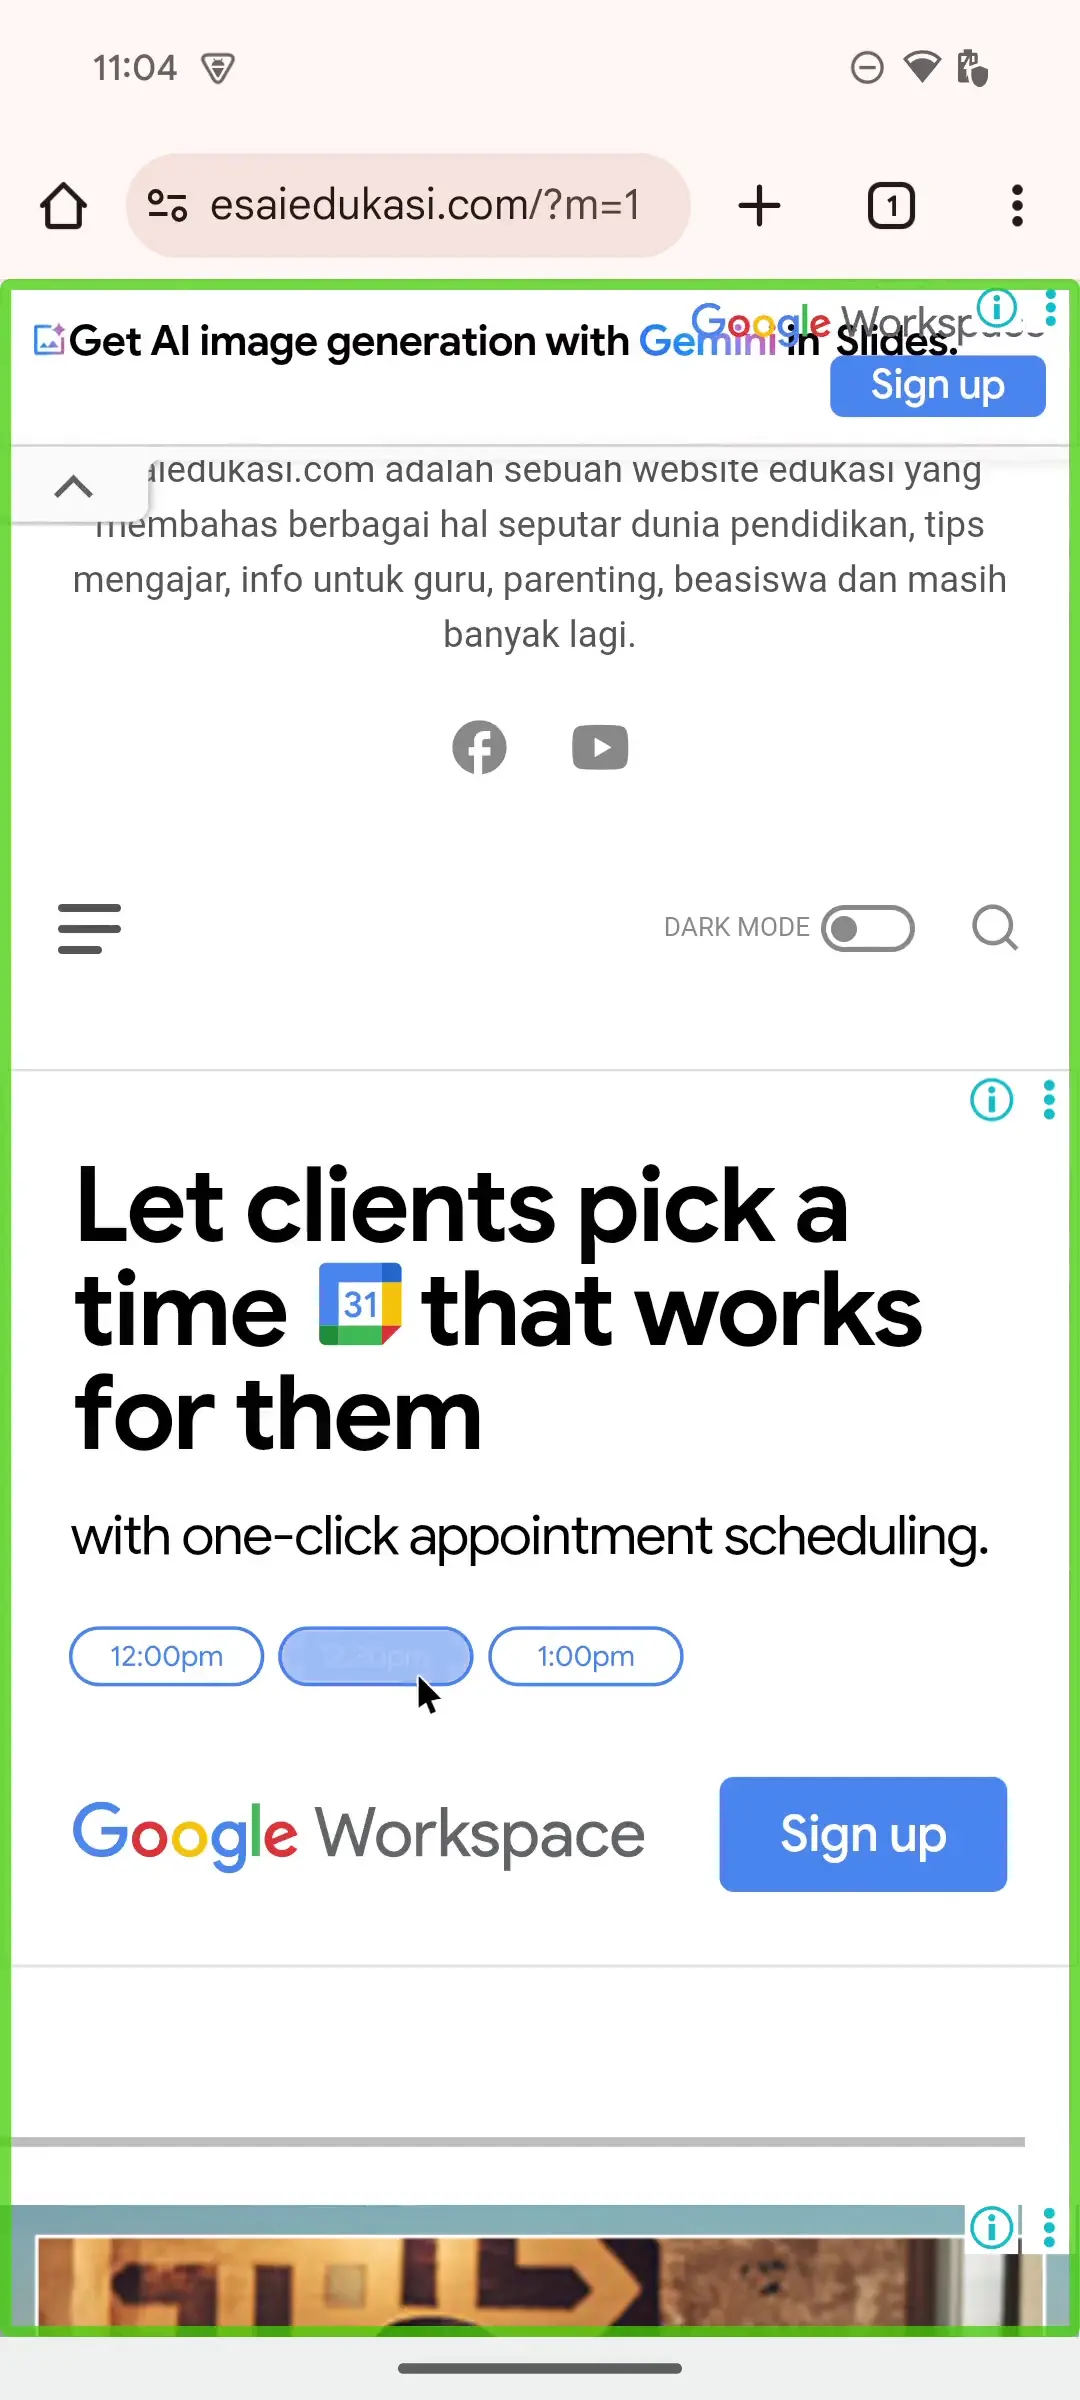 11:04
esaiedukasi.com/?m=1
1
Get AI image generation with Gemini in Slides.
Google Workspace
Sign up
aiedukasi.com adalah sebuah website edukasi yang
membahas berbagai hal seputar dunia pendidikan, tips
mengajar, info untuk guru, parenting, beasiswa dan masih
banyak lagi.
DARK MODE
Let clients pick a
time 31 that works
for them
with one-click appointment scheduling.
12:00pm 12:30pm 1:00pm
Google Workspace
Sign up